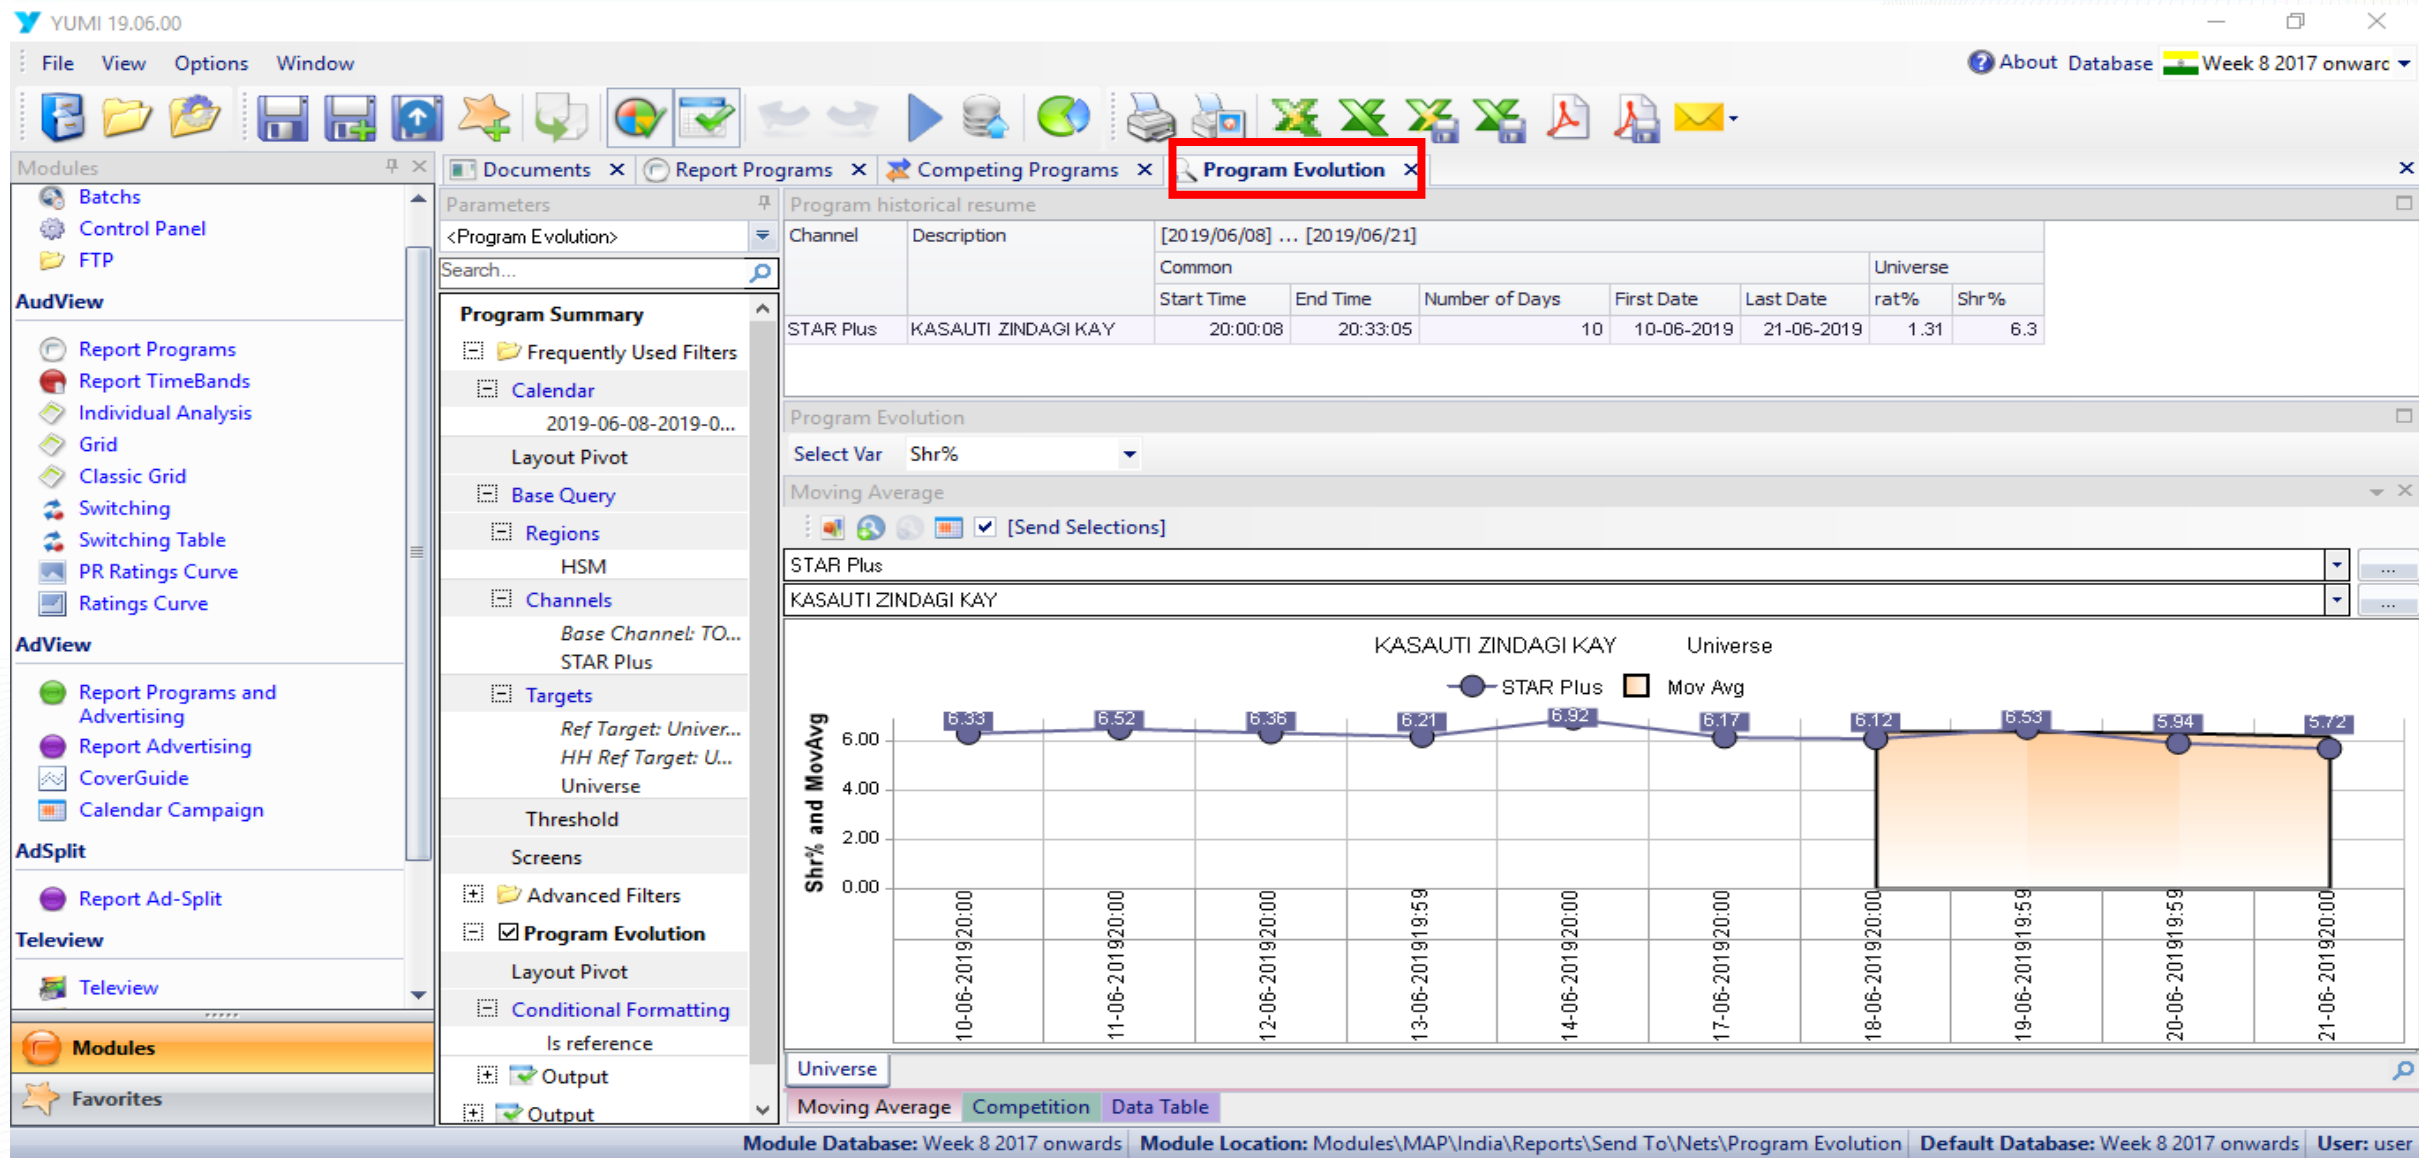 YUMI 19.06.00
File View Options Window
About Database Week 8 2017 onwarc
Modules
Batchs
Control Panel
FTP
AudView
Report Programs
Report TimeBands
Individual Analysis
Grid
Classic Grid
Switching
Switching Table
PR Ratings Curve
Ratings Curve
AdView
Report Programs and
Advertising
Report Advertising
CoverGuide
Calendar Campaign
AdSplit
Report Ad-Split
Teleview
Teleview
Modules
Favorites
Documents Report Programs Competing Programs Program Evolution
Parameters
<Program Evolution>
Search...
Program Summary
Frequently Used Filters
Calendar
2019-06-08-2019-0...
Layout Pivot
Base Query
Regions
HSM
Channels
Base Channel: TO...
STAR Plus
Targets
Ref Target: Univer...
HH Ref Target: U...
Universe
Threshold
Screens
Advanced Filters
Program Evolution
Layout Pivot
Conditional Formatting
Is reference
Output
Output
Program historical resume
Channel Description [2019/06/08] ... [2019/06/21]
Common Universe
Start Time End Time Number of Days First Date Last Date rat% Shr%
STAR Plus KASAUTI ZINDAGI KAY 20:00:08 20:33:05 10 10-06-2019 21-06-2019 1.31 6.3
Program Evolution
Select Var Shr%
Moving Average
[Send Selections]
STAR Plus
...
KASAUTI ZINDAGI KAY
...
KASAUTI ZINDAGI KAY Universe
STAR Plus Mov Avg
Shr% and MovAvg
6.33 6.52 6.36 6.21 6.92 6.17 6.12 6.53 5.94 5.72
6.00
4.00
2.00
0.00
20:00 20:00 20:00 19:59 20:00 20:00 20:00 19:59 19:59 20:00
10-06-2019 11-06-2019 12-06-2019 13-06-2019 14-06-2019 17-06-2019 18-06-2019 19-06-2019 20-06-2019 21-06-2019
Universe
Moving Average Competition Data Table
Module Database: Week 8 2017 onwards Module Location: Modules\MAP\India\Reports\Send To\Nets\Program Evolution Default Database: Week 8 2017 onwards User: user